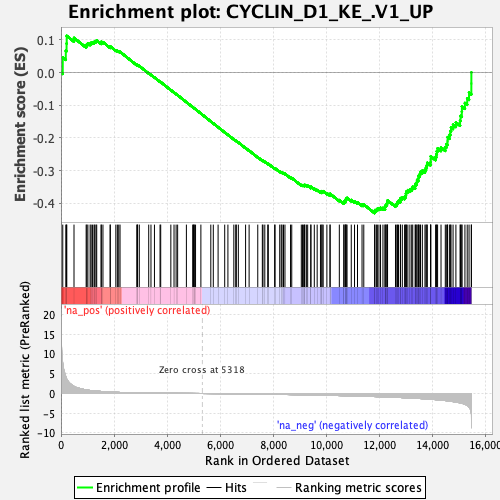 Enrichment plot: CYCLIN_D1_KE_.V1_UP
Enrichment score (ES)
0.1
0.0
-0.1
-0.2
-0.3
-0.4
'na_pos' (positively correlated)
Ranked list metric (PreRanked)
20
15
10
5
0
-5
-10
Zero cross at 5318
'na_neg' (negatively correlated)
0
2,000
4,000
6,000
8,000
10,000
12,000
14,000
16,000
Rank in Ordered Dataset
Enrichment profile
Hits
Ranking metric scores